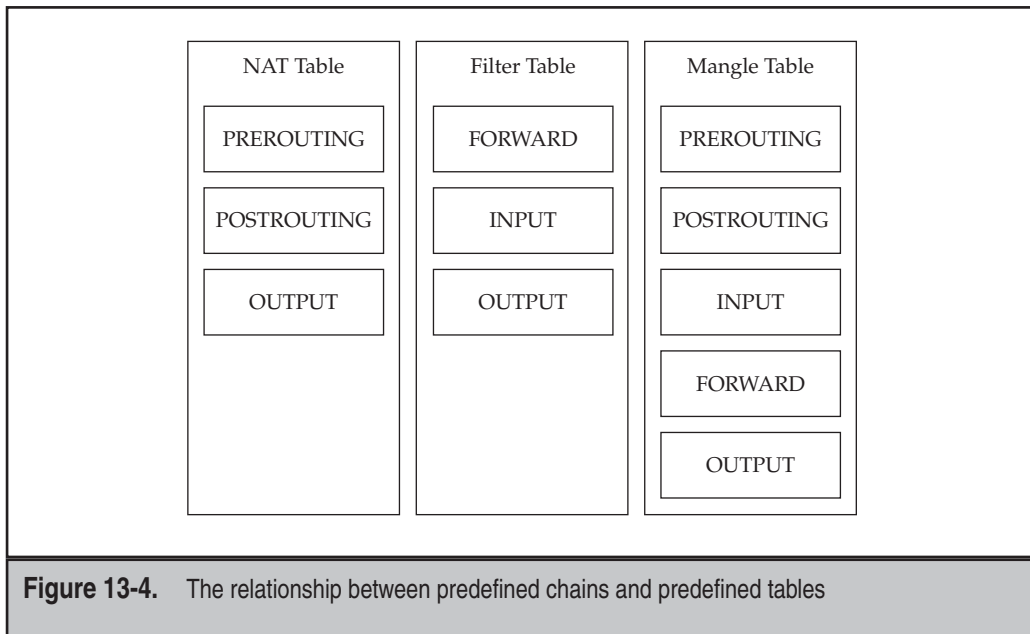 NAT Table
PREROUTING
POSTROUTING
OUTPUT
Filter Table
FORWARD
INPUT
OUTPUT
Mangle Table
PREROUTING
POSTROUTING
INPUT
FORWARD
OUTPUT
Figure 13-4. The relationship between predefined chains and predefined tables